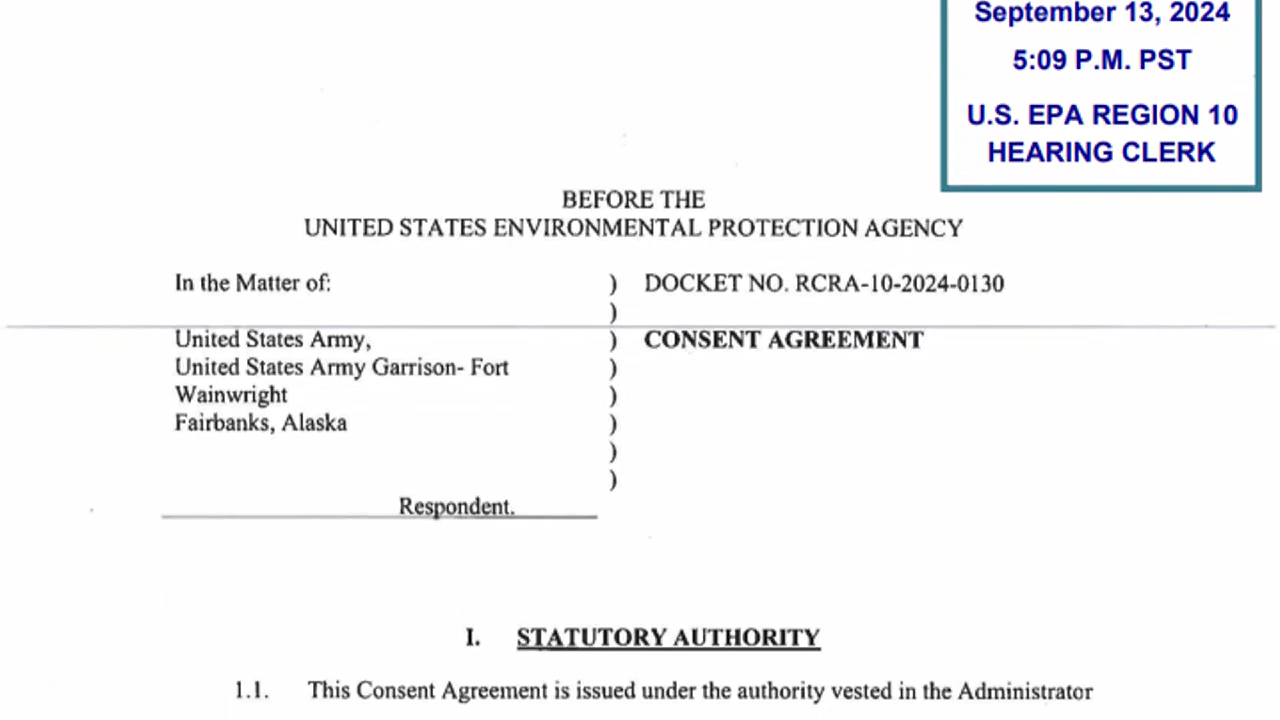 September 13, 2024
5:09 P.M. PST
U.S. EPA REGION 10
HEARING CLERK
BEFORE THE
UNITED STATES ENVIRONMENTAL PROTECTION AGENCY
In the Matter of: ) DOCKET NO. RCRA-10-2024-0130
)
United States Army, ) CONSENT AGREEMENT
United States Army Garrison- Fort )
Wainwright )
Fairbanks, Alaska )
)
)
Respondent.
I. STATUTORY AUTHORITY
1.1. This Consent Agreement is issued under the authority vested in the Administrator